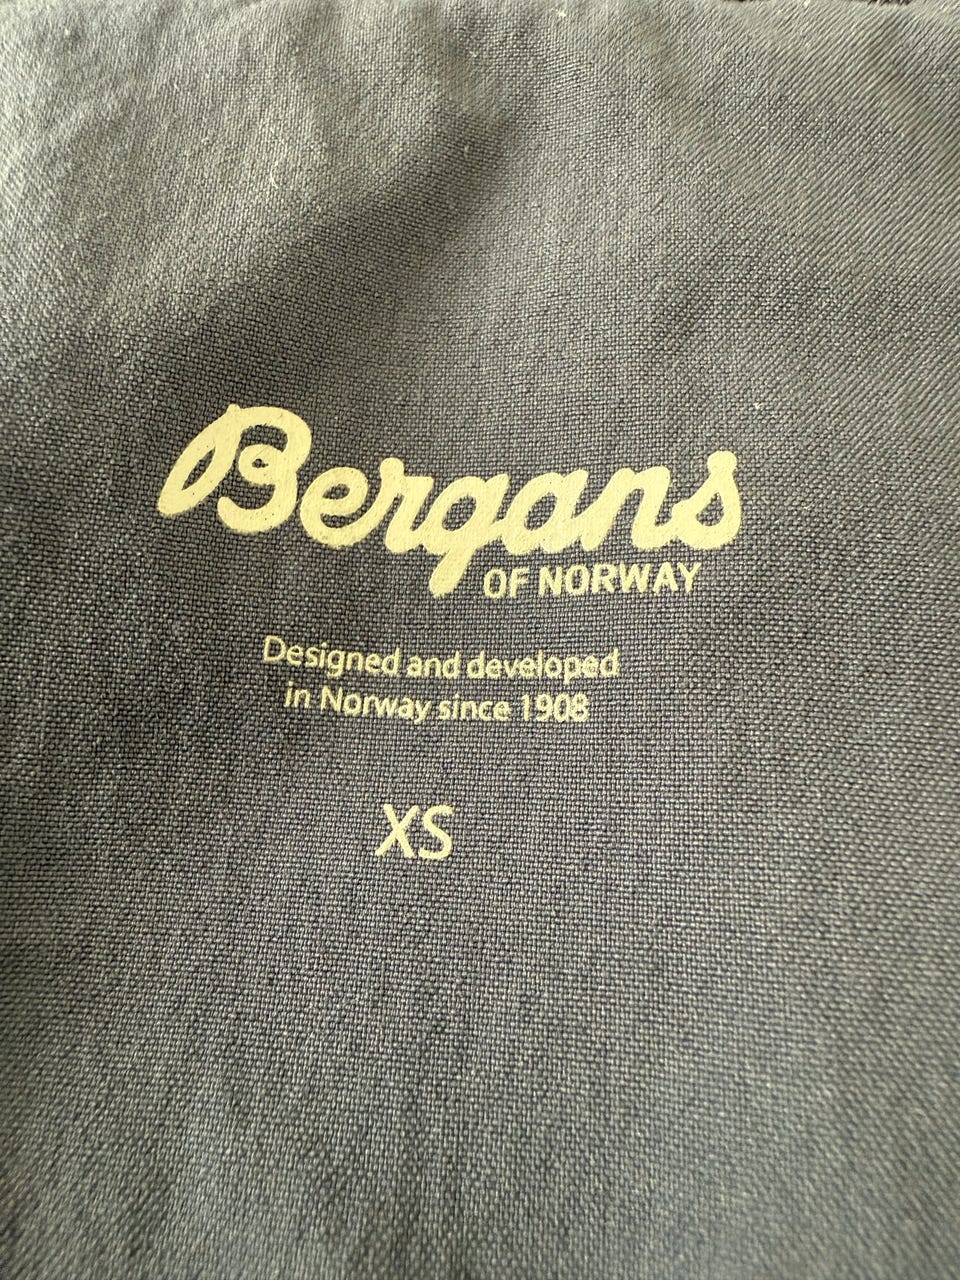 Bergans
OF NORWAY
Designed and developed
in Norway since 1908
XS